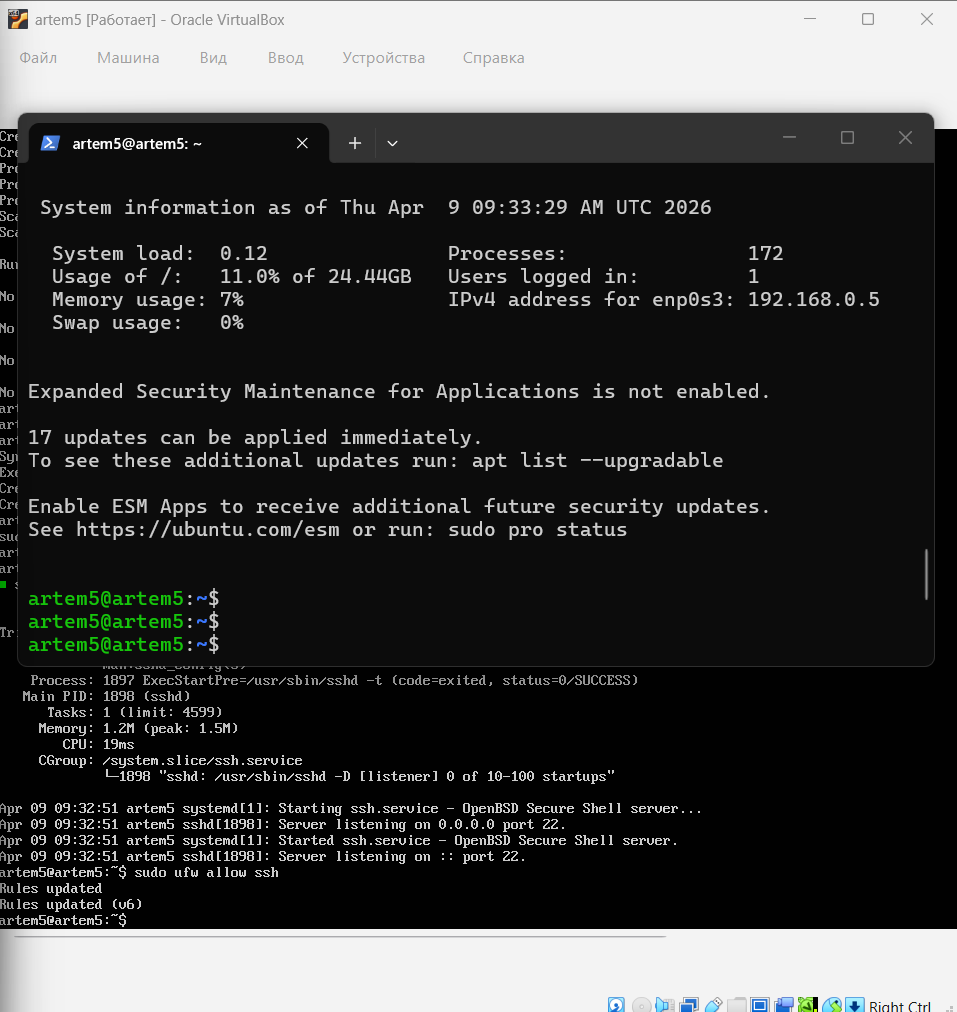 artem5 [Работает] - Oracle VirtualBox
Файл Машина Вид Ввод Устройства Справка
artem5@artem5: ~
System information as of Thu Apr  9 09:33:29 AM UTC 2026
System load: 0.12 Processes: 172
Usage of /: 11.0% of 24.44GB Users logged in: 1
Memory usage: 7% IPv4 address for enp0s3: 192.168.0.5
Swap usage: 0%
Expanded Security Maintenance for Applications is not enabled.
17 updates can be applied immediately.
To see these additional updates run: apt list --upgradable
Enable ESM Apps to receive additional future security updates.
See https://ubuntu.com/esm or run: sudo pro status
artem5@artem5:~$
artem5@artem5:~$
artem5@artem5:~$
Process: 1897 ExecStartPre=/usr/sbin/sshd -t (code=exited, status=0/SUCCESS)
Main PID: 1898 (sshd)
Tasks: 1 (limit: 4599)
Memory: 1.2M (peak: 1.5M)
CPU: 19ms
CGroup: /system.slice/ssh.service
└─1898 "sshd: /usr/sbin/sshd -D [listener] 0 of 10-100 startups"
Apr 09 09:32:51 artem5 systemd[1]: Starting ssh.service - OpenBSD Secure Shell server...
Apr 09 09:32:51 artem5 sshd[1898]: Server listening on 0.0.0.0 port 22.
Apr 09 09:32:51 artem5 systemd[1]: Started ssh.service - OpenBSD Secure Shell server.
Apr 09 09:32:51 artem5 sshd[1898]: Server listening on :: port 22.
artem5@artem5:~$ sudo ufw allow ssh
Rules updated
Rules updated (v6)
artem5@artem5:~$
Right Ctrl